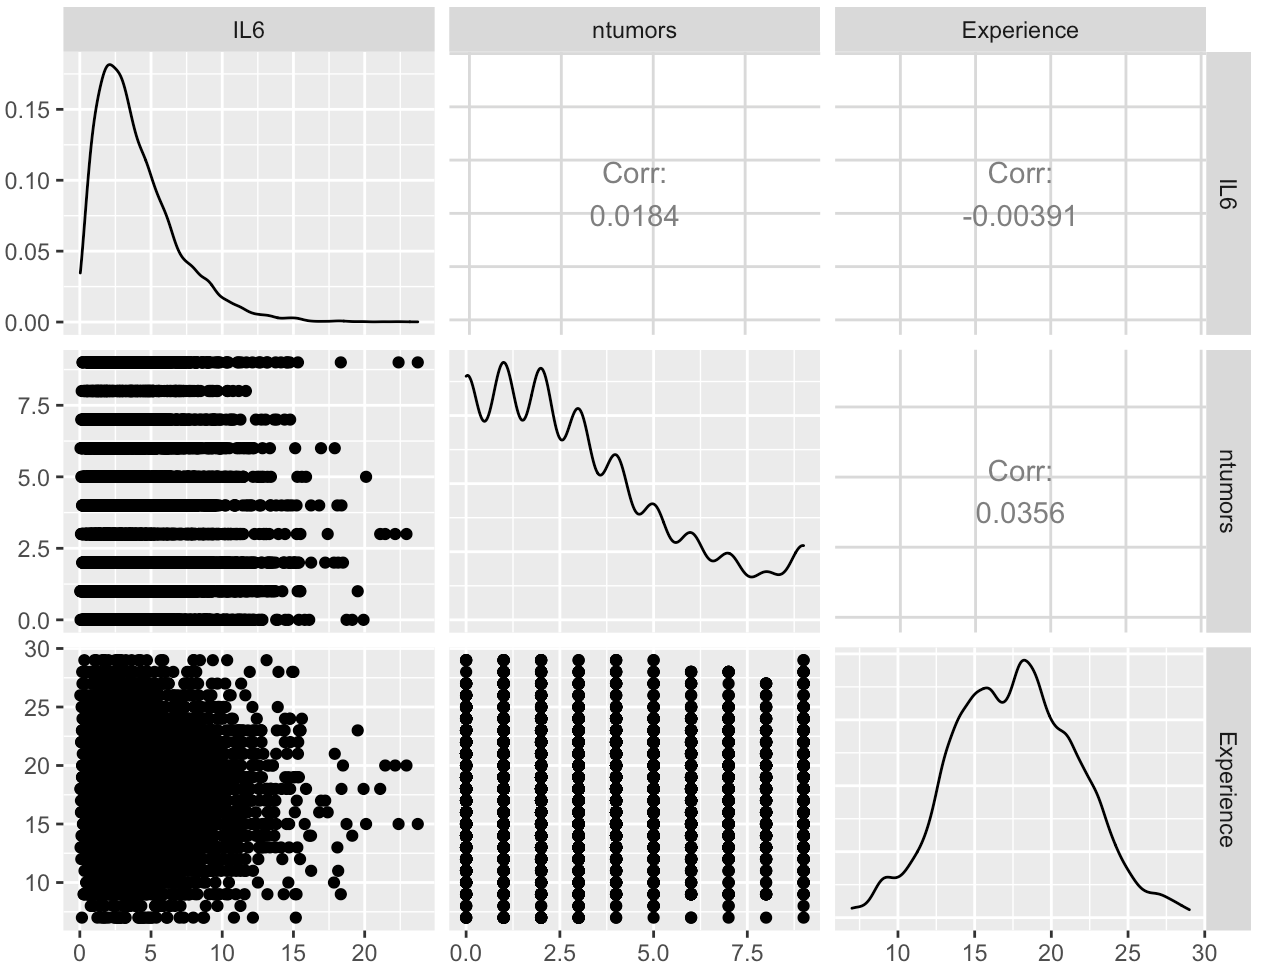 IL6
ntumors
Experience
0.15
0.10
0.05
0.00
Corr:
0.0184
Corr:
-0.00391
IL6
7.5
5.0
2.5
0.0
Corr:
0.0356
ntumors
30
25
20
15
10
Experience
0 5 10 15 20
0.0 2.5 5.0 7.5
10 15 20 25 30